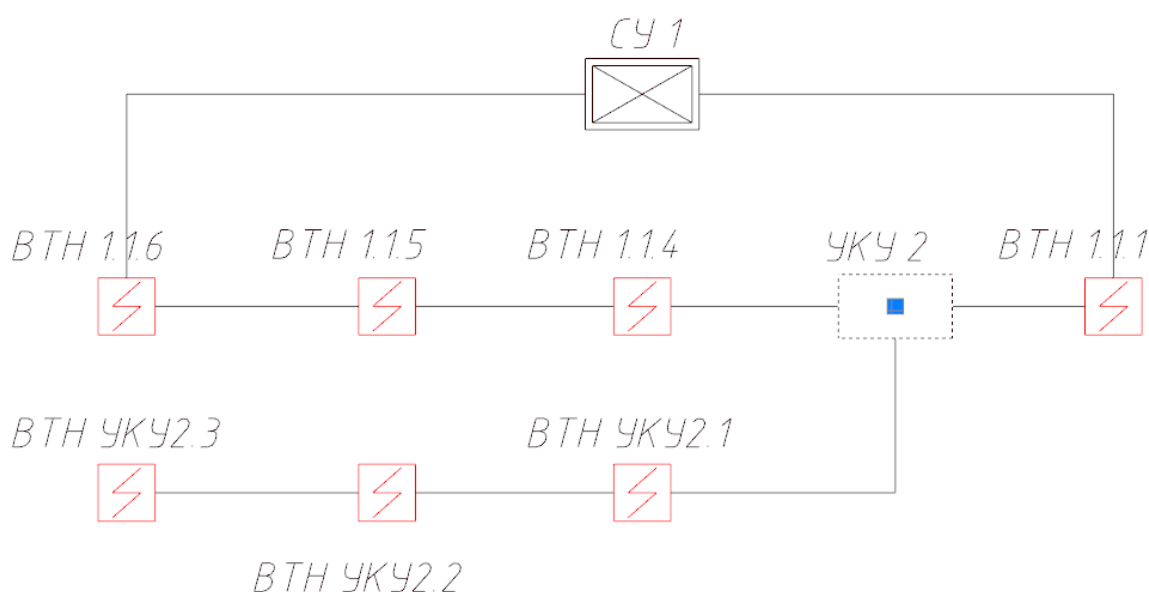 СУ 1
ВТН 1.1.6
ВТН 1.1.5
ВТН 1.1.4
УКУ 2
ВТН 1.1.1
ВТН УКУ2.3
ВТН УКУ2.1
ВТН УКУ2.2